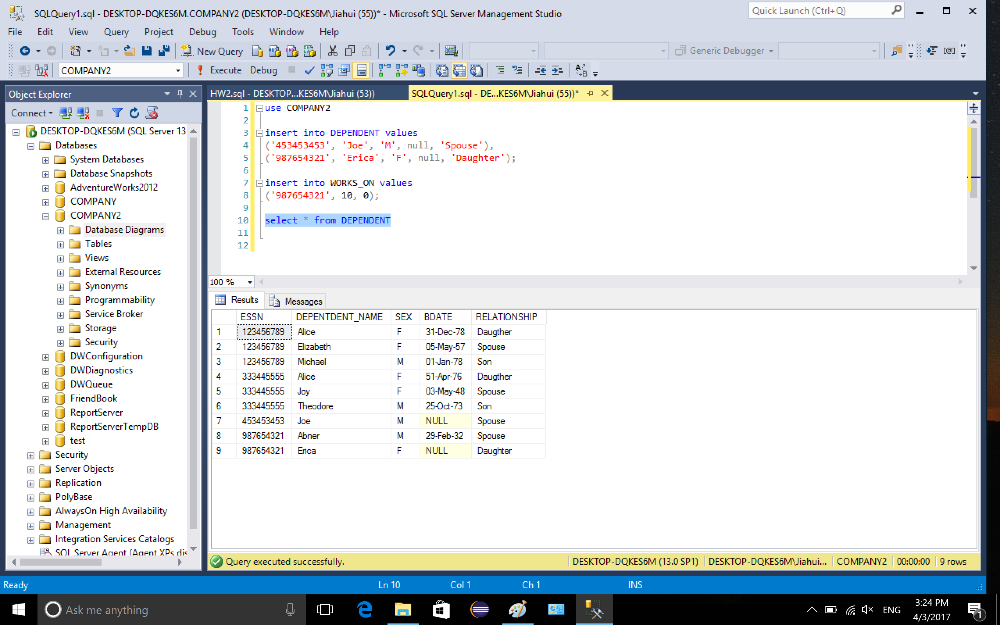 SQLQuery1.sql - DESKTOP-DQKES6M.COMPANY2 (DESKTOP-DQKES6M\Jiahui (55))* - Microsoft SQL Server Management Studio
Quick Launch (Ctrl+Q)
File Edit View Query Project Debug Tools Window Help
New Query Generic Debugger
COMPANY2 Execute Debug
Object Explorer
Connect
DESKTOP-DQKES6M (SQL Server 13
Databases
System Databases
Database Snapshots
AdventureWorks2012
COMPANY
COMPANY2
Database Diagrams
Tables
Views
External Resources
Synonyms
Programmability
Service Broker
Storage
Security
DWConfiguration
DWDiagnostics
DWQueue
FriendBook
ReportServer
ReportServerTempDB
test
Security
Server Objects
Replication
PolyBase
AlwaysOn High Availability
Management
Integration Services Catalogs
SQL Server Agent (Agent XPs dis
HW2.sql - DESKTOP...KES6M\Jiahui (53)) SQLQuery1.sql - DE...KES6M\Jiahui (55))*
1 use COMPANY2
2
3 insert into DEPENDENT values
4 ('453453453', 'Joe', 'M', null, 'Spouse'),
5 ('987654321', 'Erica', 'F', null, 'Daughter');
6
7 insert into WORKS_ON values
8 ('987654321', 10, 0);
9
10 select * from DEPENDENT
11
12
100 %
Results Messages
ESSN DEPENTDENT_NAME SEX BDATE RELATIONSHIP
1 123456789 Alice F 31-Dec-78 Daugther
2 123456789 Elizabeth F 05-May-57 Spouse
3 123456789 Michael M 01-Jan-78 Son
4 333445555 Alice F 51-Apr-76 Daugther
5 333445555 Joy F 03-May-48 Spouse
6 333445555 Theodore M 25-Oct-73 Son
7 453453453 Joe M NULL Spouse
8 987654321 Abner M 29-Feb-32 Spouse
9 987654321 Erica F NULL Daughter
Query executed successfully. DESKTOP-DQKES6M (13.0 SP1) DESKTOP-DQKES6M\Jiahui... COMPANY2 00:00:00 9 rows
Ready Ln 10 Col 1 Ch 1 INS
Ask me anything
ENG
3:24 PM
4/3/2017
1